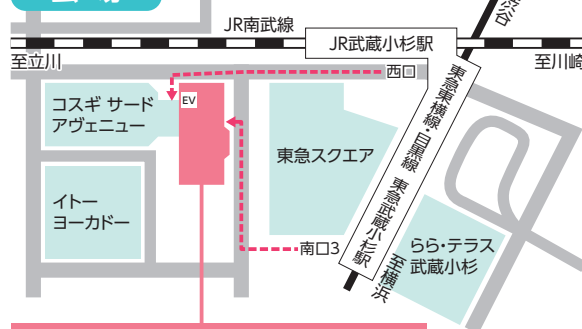 JR南武線
JR武蔵小杉駅
至立川
至川崎
西口
EV
コスギ サード
アヴェニュー
東急スクエア
東急東横線・目黒線 東急武蔵小杉駅
イトー
ヨーカドー
南口3
らら・テラス
武蔵小杉
至横浜